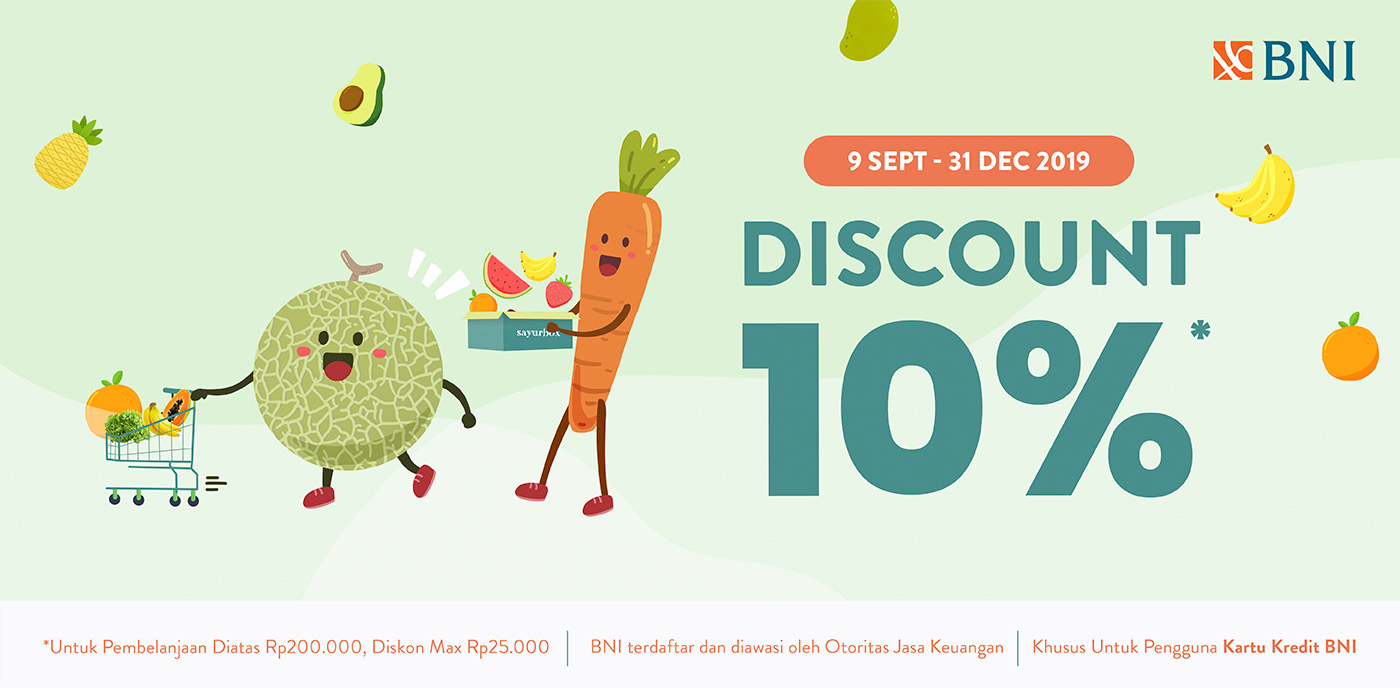 BNI
9 SEPT - 31 DEC 2019
DISCOUNT
10%*
sayurbox
*Untuk Pembelanjaan Diatas Rp200.000, Diskon Max Rp25.000
BNI terdaftar dan diawasi oleh Otoritas Jasa Keuangan
Khusus Untuk Pengguna Kartu Kredit BNI